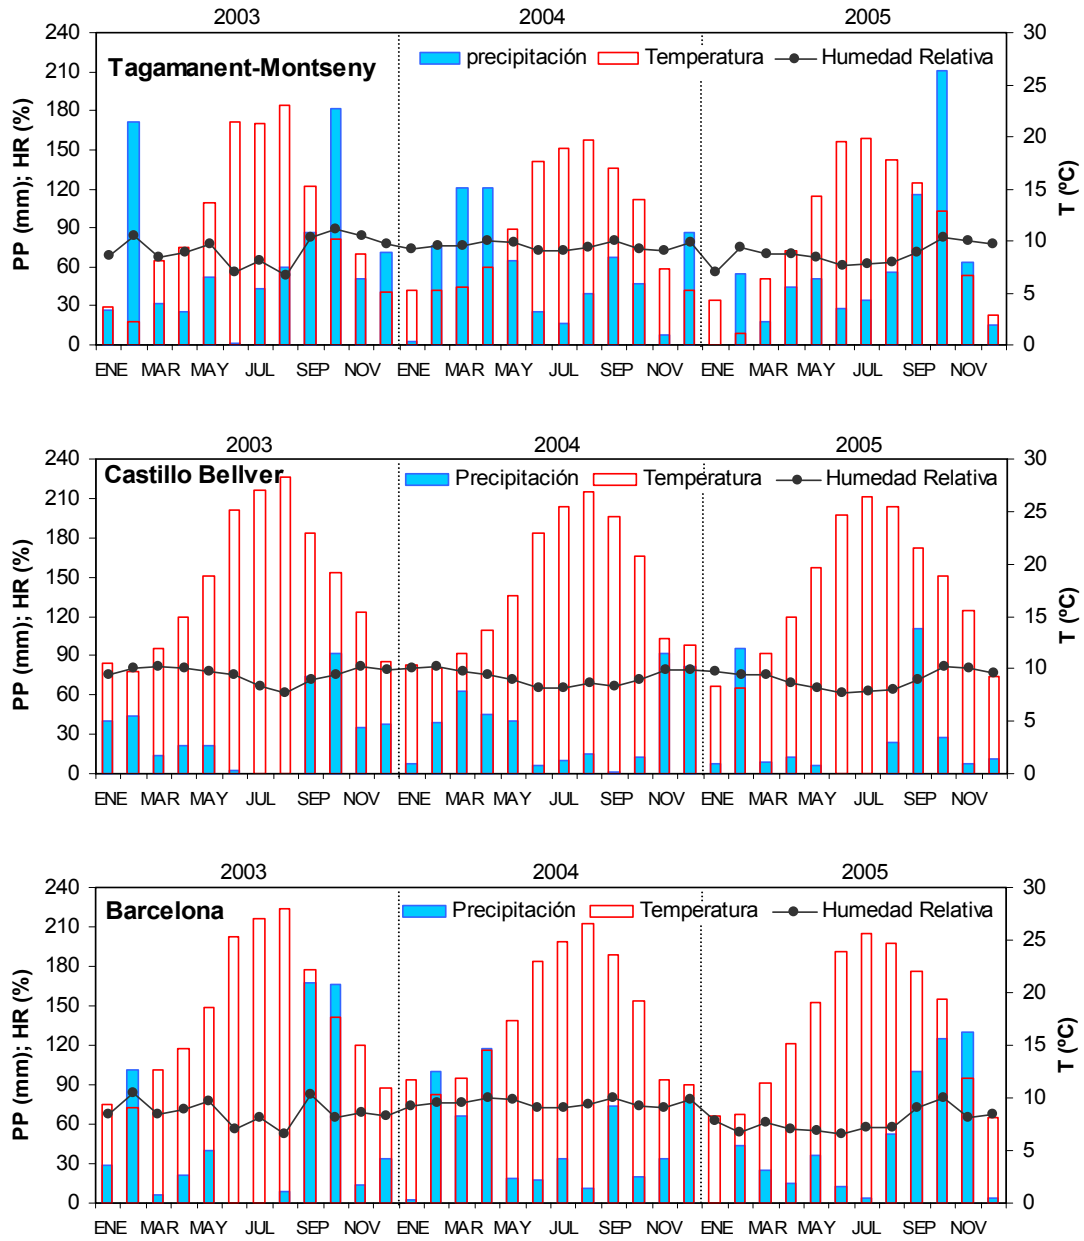 2003 2004 2005
240 30
Tagamanent-Montseny precipitación Temperatura Humedad Relativa
210 25
180
20
150
120 15
90
10
60
30 5
0 0
PP (mm); HR (%)
T (ºC)
ENE MAR MAY JUL SEP NOV ENE MAR MAY JUL SEP NOV ENE MAR MAY JUL SEP NOV
2003 2004 2005
240 30
Castillo Bellver Precipitación Temperatura Humedad Relativa
210 25
180
20
150
120 15
90
10
60
30 5
0 0
PP (mm); HR (%)
T (ºC)
ENE MAR MAY JUL SEP NOV ENE MAR MAY JUL SEP NOV ENE MAR MAY JUL SEP NOV
2003 2004 2005
240 30
Barcelona Precipitación Temperatura Humedad Relativa
210 25
180
20
150
120 15
90
10
60
30 5
0 0
PP (mm); HR (%)
T (ºC)
ENE MAR MAY JUL SEP NOV ENE MAR MAY JUL SEP NOV ENE MAR MAY JUL SEP NOV